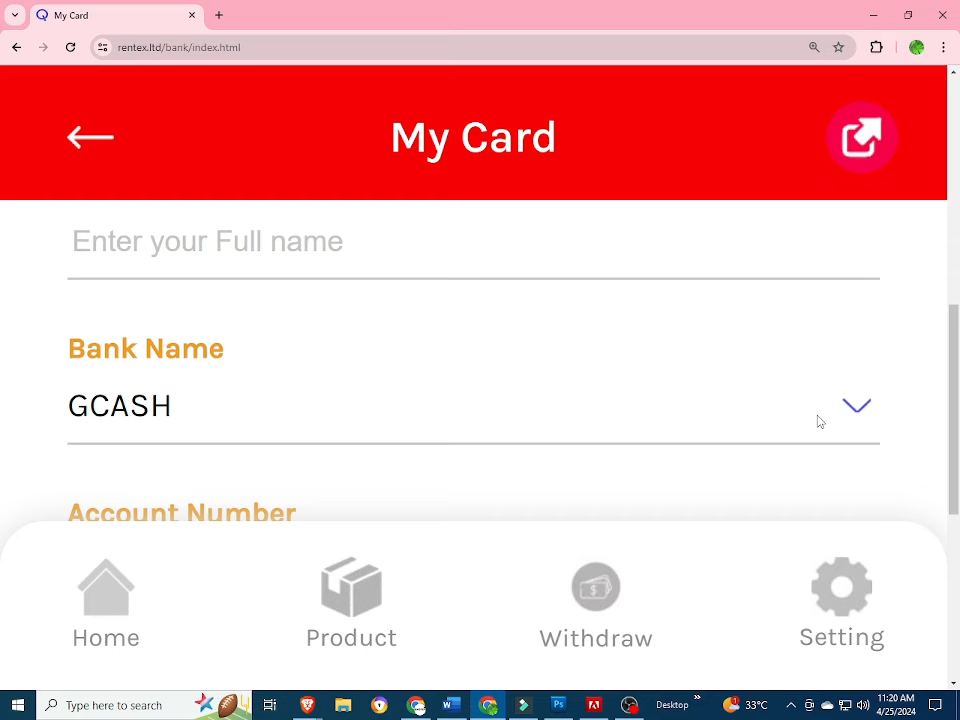 My Card
rentex.ltd/bank/index.html
My Card
Enter your Full name
Bank Name
GCASH
Account Number
Home
Product
Withdraw
Setting
Type here to search
Desktop
33°C
11:20 AM
4/25/2024